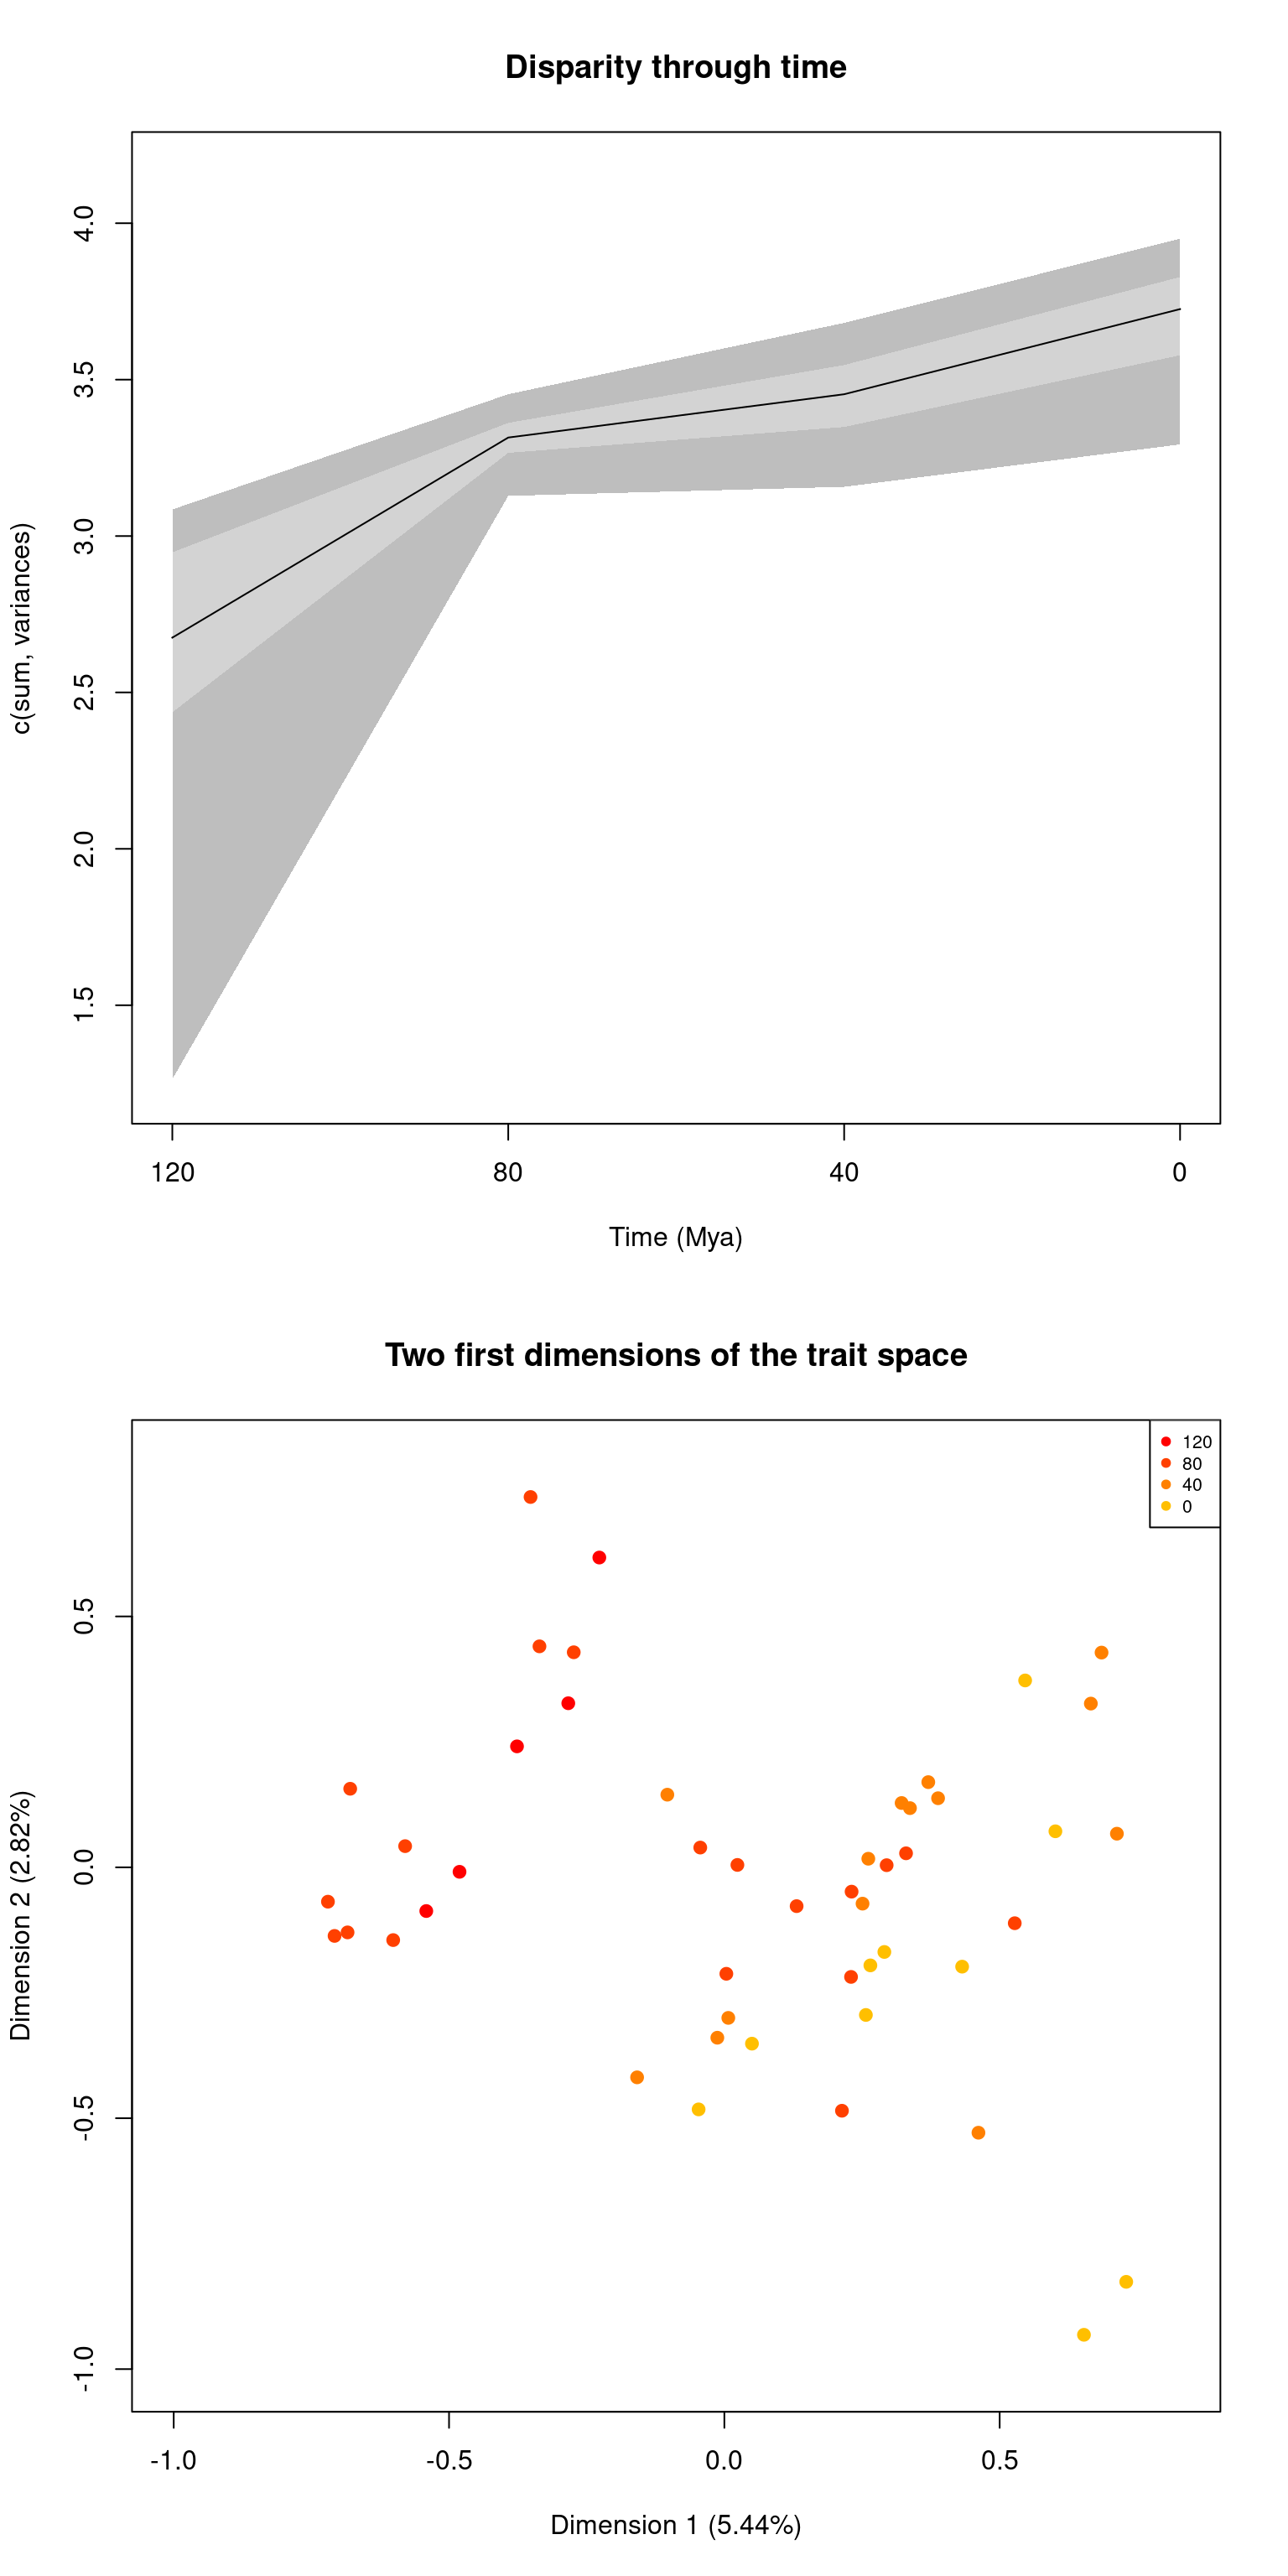 Disparity through time
4.0
3.5
3.0
2.5
2.0
1.5
c(sum, variances)
120 80 40 0
Time (Mya)
Two first dimensions of the trait space
120
80
40
0
0.5
0.0
-0.5
-1.0
Dimension 2 (2.82%)
-1.0 -0.5 0.0 0.5
Dimension 1 (5.44%)